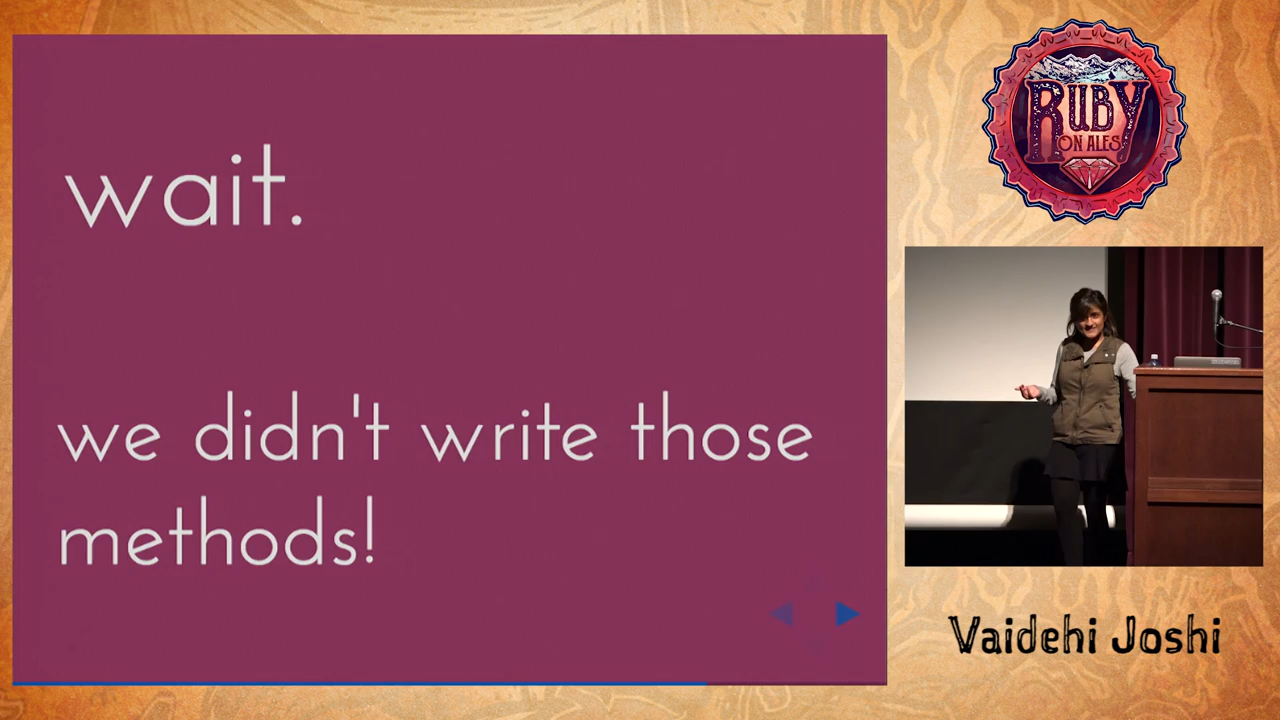 wait.
we didn't write those
methods!
RUBY
ON ALES
Vaidehi Joshi